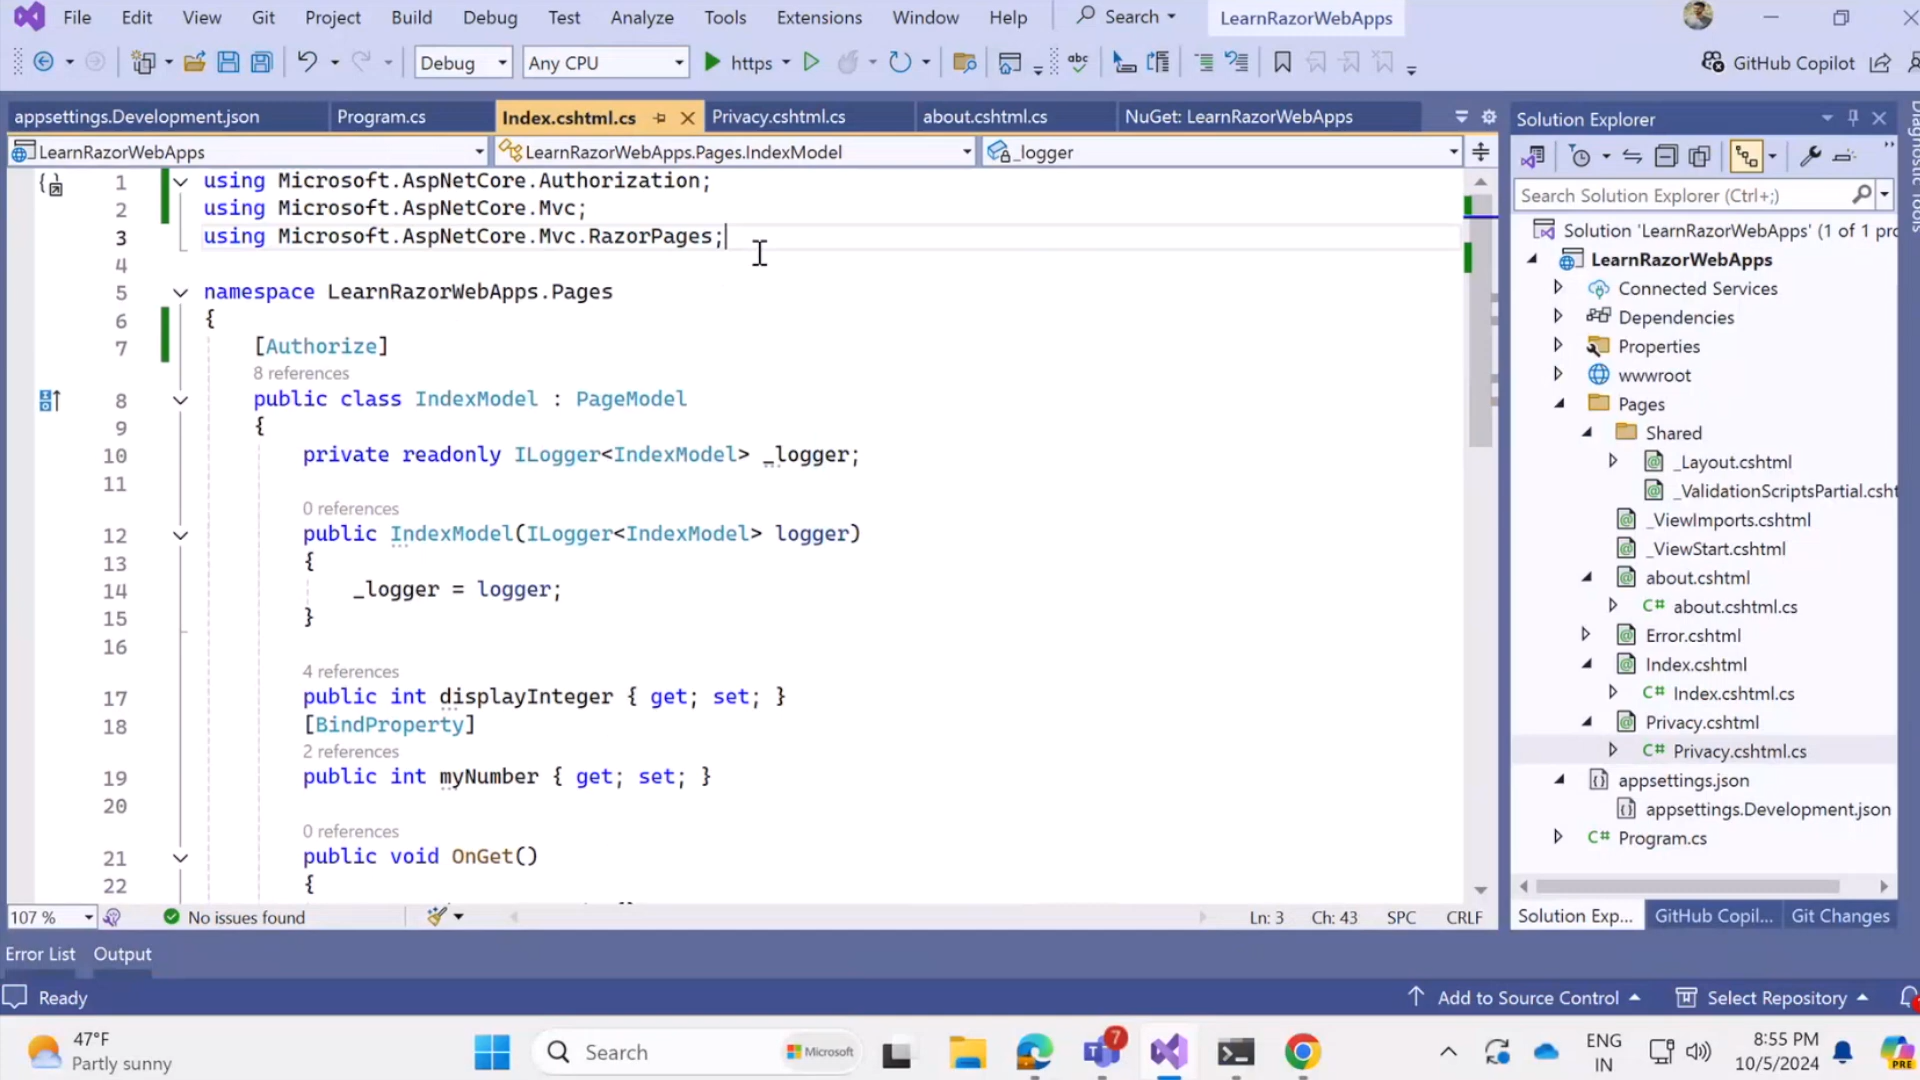 File Edit View Git Project Build Debug Test Analyze Tools Extensions Window Help Search LearnRazorWebApps
Debug Any CPU https abc GitHub Copilot
appsettings.Development.json Program.cs Index.cshtml.cs Privacy.cshtml.cs about.cshtml.cs NuGet: LearnRazorWebApps
LearnRazorWebApps LearnRazorWebApps.Pages.IndexModel _logger
1 using Microsoft.AspNetCore.Authorization;
2 using Microsoft.AspNetCore.Mvc;
3 using Microsoft.AspNetCore.Mvc.RazorPages;
4
5 namespace LearnRazorWebApps.Pages
6 {
7 [Authorize]
8 references
8 public class IndexModel : PageModel
9 {
10 private readonly ILogger<IndexModel> _logger;
11
0 references
12 public IndexModel(ILogger<IndexModel> logger)
13 {
14 _logger = logger;
15 }
16
4 references
17 public int displayInteger { get; set; }
18 [BindProperty]
2 references
19 public int myNumber { get; set; }
20
0 references
21 public void OnGet()
22 {
107 % No issues found Ln: 3 Ch: 43 SPC CRLF
Solution Explorer
Search Solution Explorer (Ctrl+;)
Solution 'LearnRazorWebApps' (1 of 1 pro
LearnRazorWebApps
Connected Services
Dependencies
Properties
wwwroot
Pages
Shared
_Layout.cshtml
_ValidationScriptsPartial.csht
_ViewImports.cshtml
_ViewStart.cshtml
about.cshtml
C# about.cshtml.cs
Error.cshtml
Index.cshtml
C# Index.cshtml.cs
Privacy.cshtml
C# Privacy.cshtml.cs
appsettings.json
appsettings.Development.json
C# Program.cs
Solution Exp... GitHub Copil... Git Changes
Diagnostic Tools
Error List Output
Ready Add to Source Control Select Repository
47°F
Partly sunny
Search Microsoft 7
ENG
IN
8:55 PM
10/5/2024
PRE